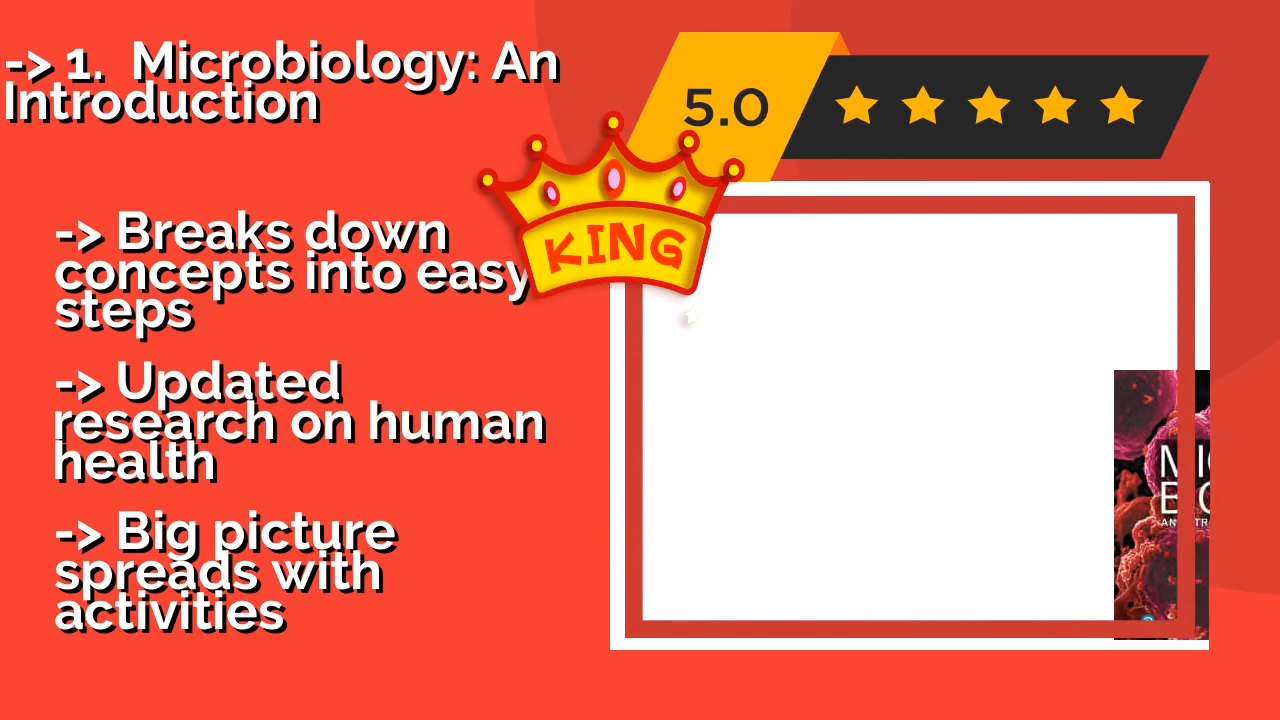 -> 1. Microbiology: An
Introduction
5.0
KING
-> Breaks down
concepts into easy
steps
-> Updated
research on human
health
-> Big picture
spreads with
activities